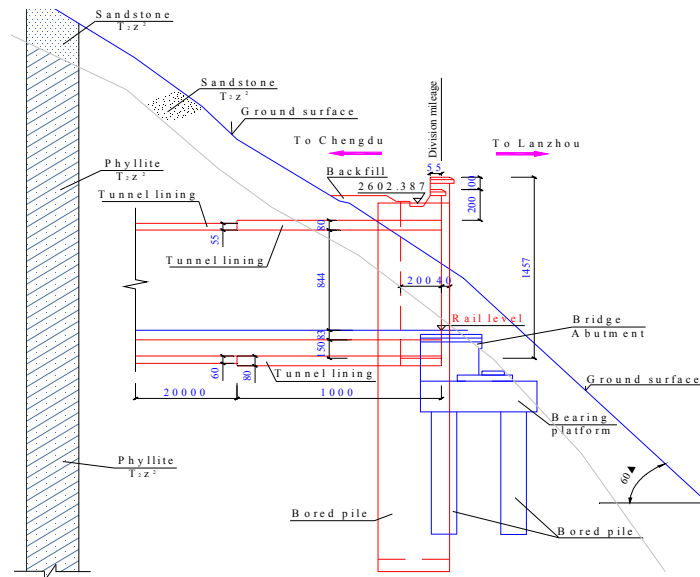 Sandstone
T₂z²
Sandstone
T₂z²
Ground surface
To Chengdu
Division mileage
To Lanzhou
55
Phyllite
T₂z²
Backfill
2602.387
100
200
Tunnel lining
55
80
Tunnel lining
844
2004 0
1457
Rail level
Bridge
Abutment
83
150
60
80
Tunnel lining
20000
1000
Ground surface
Bearing
platform
60▲
Phyllite
T₂z²
Bored pile
Bored pile